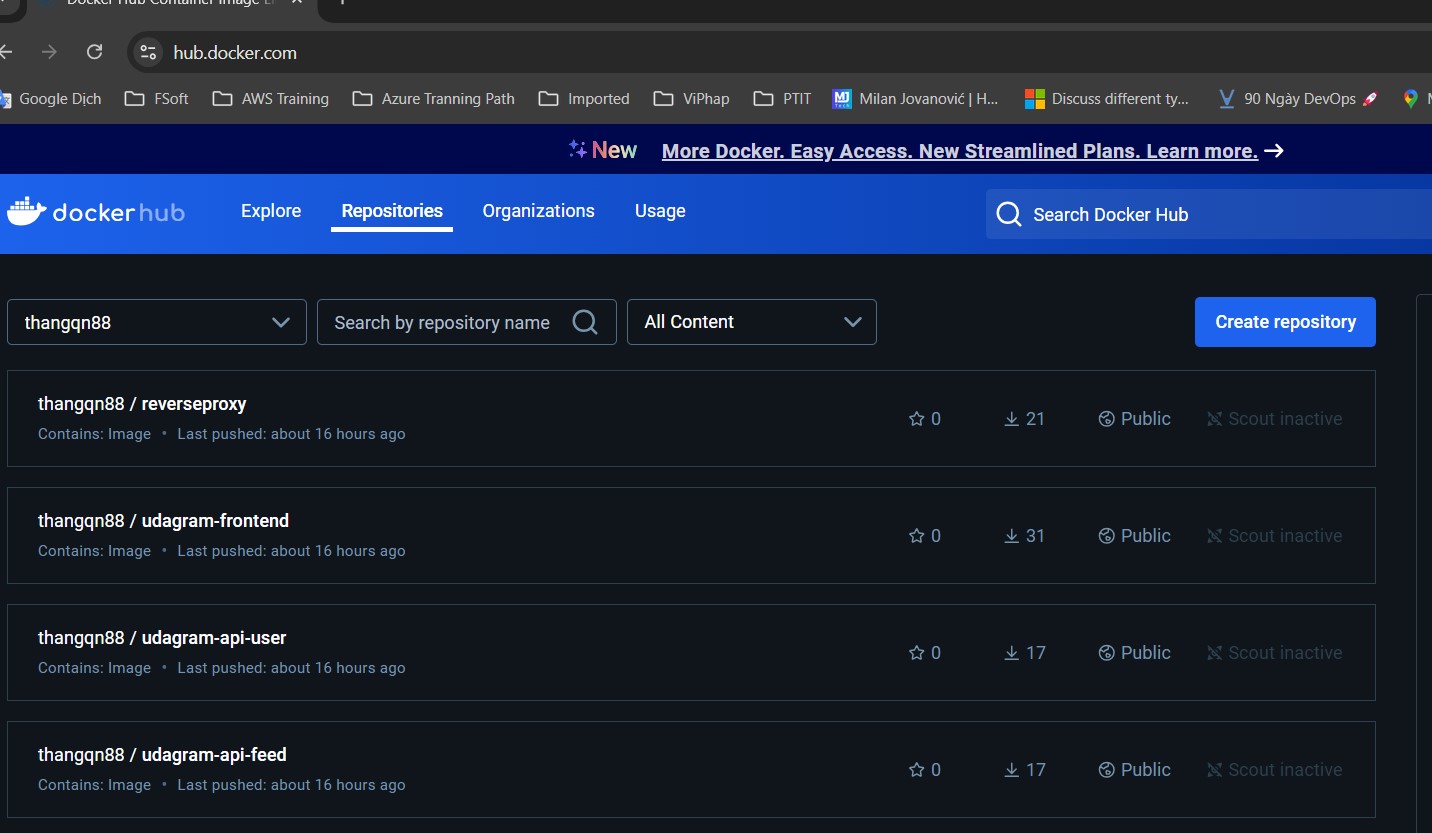 Docker Hub Container Image
hub.docker.com
Google Dịch FSoft AWS Training Azure Tranning Path Imported ViPhap PTIT Milan Jovanović | H... Discuss different ty... 90 Ngày DevOps 🚀
New More Docker. Easy Access. New Streamlined Plans. Learn more. →
docker hub Explore Repositories Organizations Usage Search Docker Hub
thangqn88 Search by repository name All Content Create repository
thangqn88 / reverseproxy
Contains: Image • Last pushed: about 16 hours ago
0 21 Public Scout inactive
thangqn88 / udagram-frontend
Contains: Image • Last pushed: about 16 hours ago
0 31 Public Scout inactive
thangqn88 / udagram-api-user
Contains: Image • Last pushed: about 16 hours ago
0 17 Public Scout inactive
thangqn88 / udagram-api-feed
Contains: Image • Last pushed: about 16 hours ago
0 17 Public Scout inactive